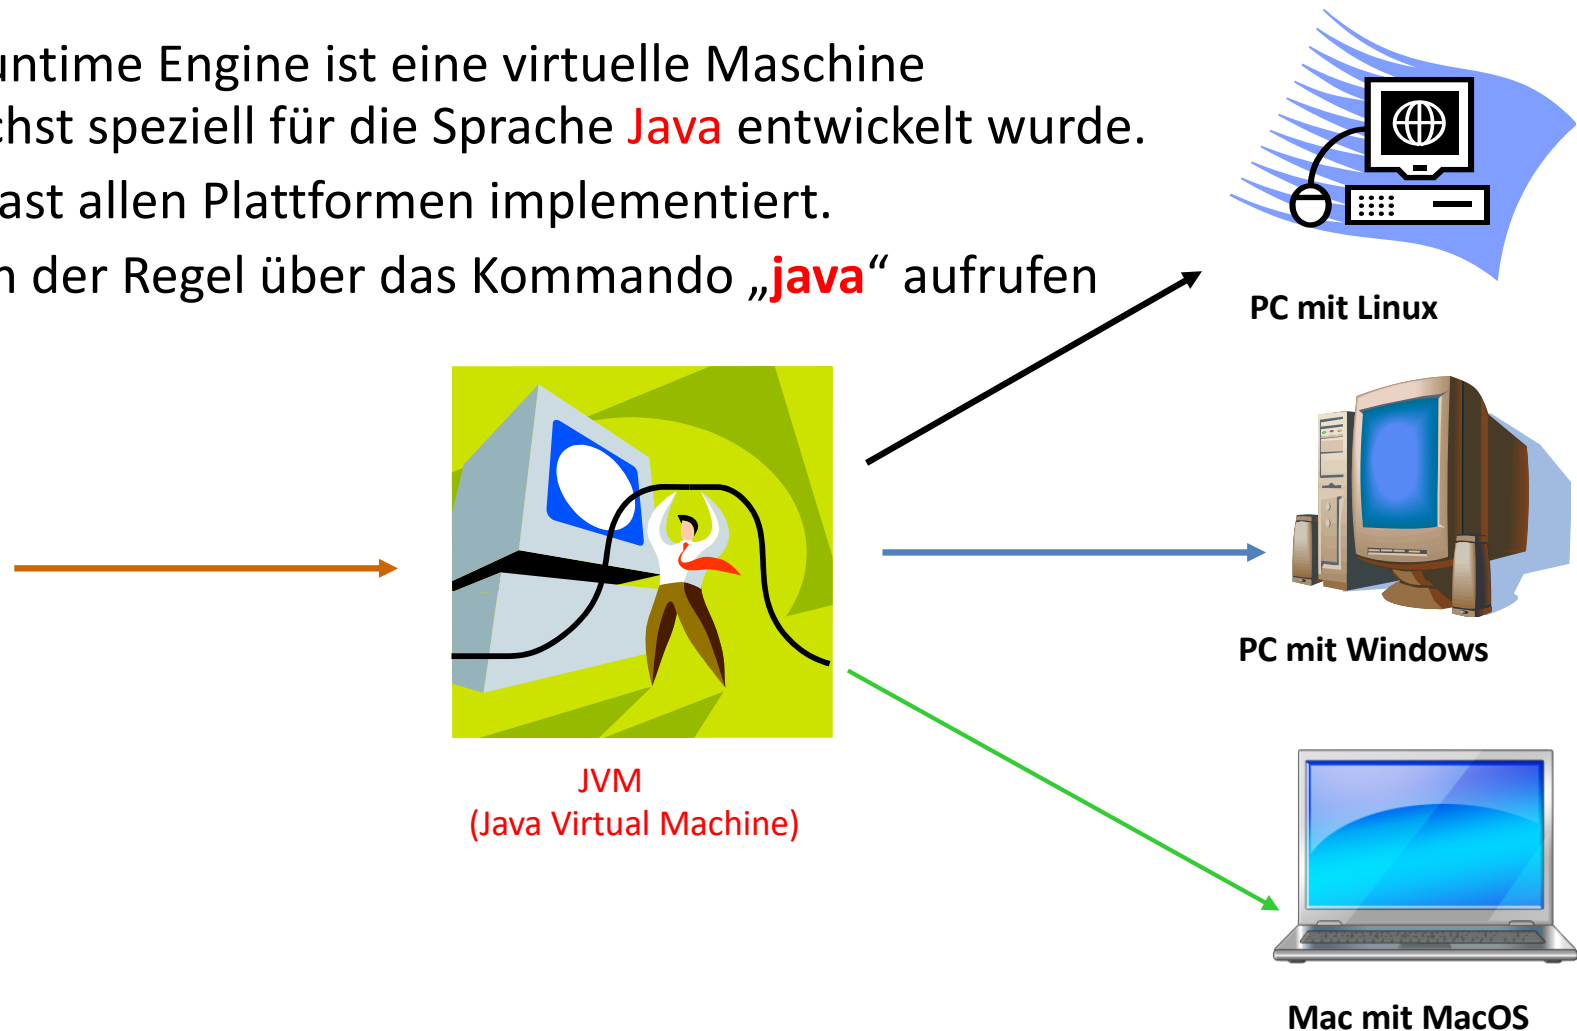 untime Engine ist eine virtuelle Maschine
chst speziell für die Sprache Java entwickelt wurde.
ast allen Plattformen implementiert.
n der Regel über das Kommando „java“ aufrufen
PC mit Linux
PC mit Windows
JVM
(Java Virtual Machine)
Mac mit MacOS